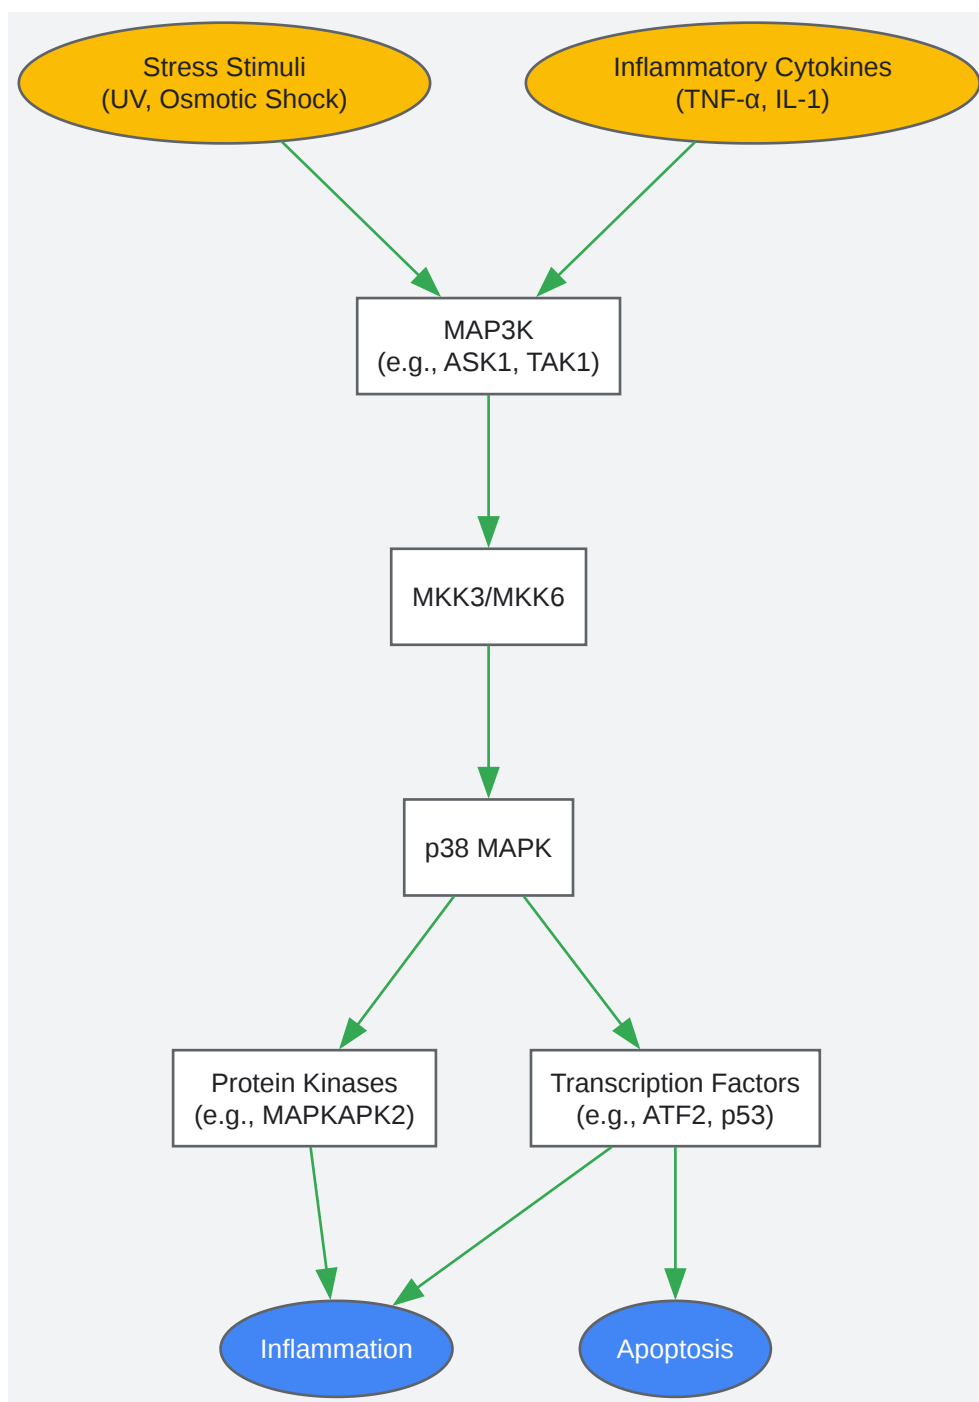 Stress Stimuli
(UV, Osmotic Shock)
Inflammatory Cytokines
(TNF-α, IL-1)
MAP3K
(e.g., ASK1, TAK1)
MKK3/MKK6
p38 MAPK
Protein Kinases
(e.g., MAPKAPK2)
Transcription Factors
(e.g., ATF2, p53)
Inflammation
Apoptosis